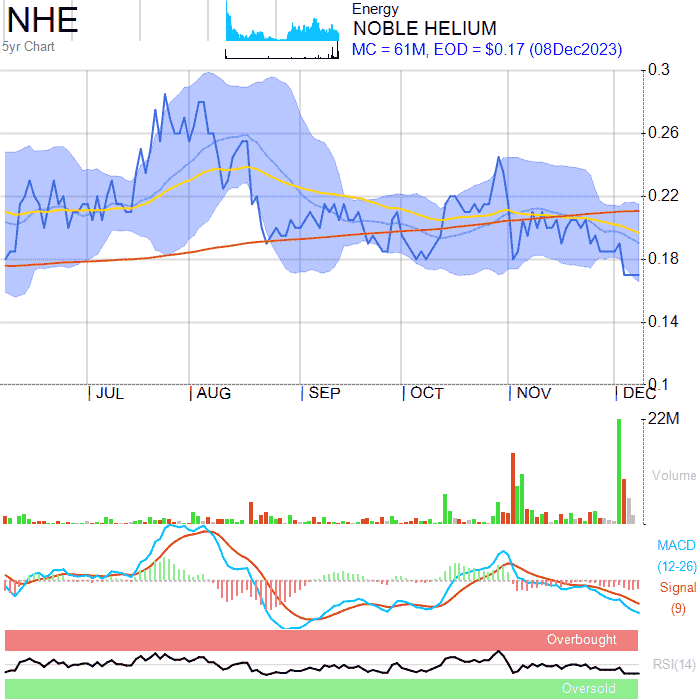 NHE
5yr Chart
Energy
NOBLE HELIUM
MC = 61M, EOD = $0.17 (08Dec2023)
0.3
0.26
0.22
0.18
0.14
0.1
JUL AUG SEP OCT NOV DEC
22M
Volume
MACD
(12-26)
Signal
(9)
Overbought
RSI(14)
Oversold